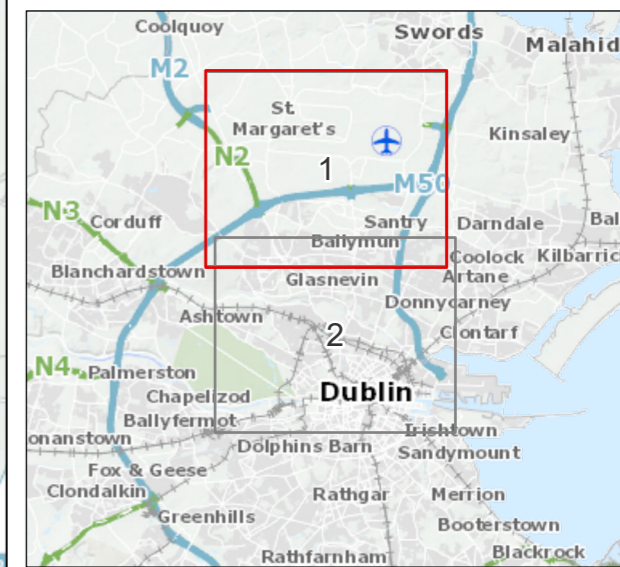 Coolquoy
Swords
Malahid
M2
St.
Margaret's
Kinsaley
N2
1
M50
N3
Corduff
Santry
Darndale
Bal
Ballymun
Coolock
Kilbarric
Blanchardstown
Glasnevin
Artane
Donnycarney
Ashtown
2
Clontarf
N4
Palmerston
Dublin
Chapelizod
Ballyfermot
Irishtown
onanstown
Dolphins Barn
Sandymount
Fox & Geese
Clondalkin
Rathgar
Merrion
Greenhills
Booterstown
Rathfarnham
Blackrock